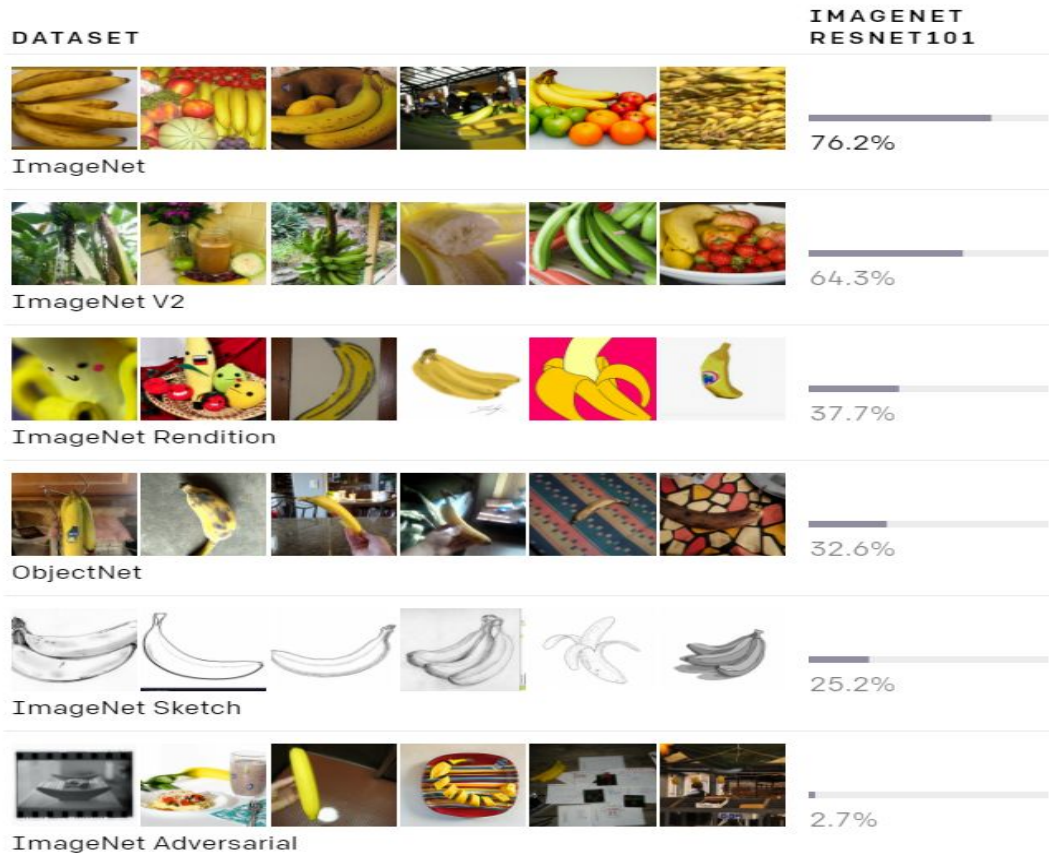 DATASET
IMAGENET
RESNET101
76.2%
ImageNet
64.3%
ImageNet V2
37.7%
ImageNet Rendition
32.6%
ObjectNet
25.2%
ImageNet Sketch
2.7%
ImageNet Adversarial